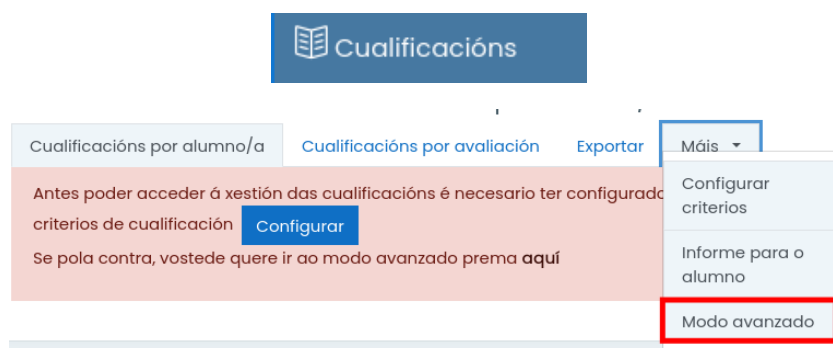 Cualificacións
Cualificacións por alumno/a Cualificacións por avaliación Exportar Máis
Antes poder acceder á xestión das cualificacións é necesario ter configurado
criterios de cualificación Configurar
Se pola contra, vostede quere ir ao modo avanzado prema aquí
Configurar
criterios
Informe para o
alumno
Modo avanzado